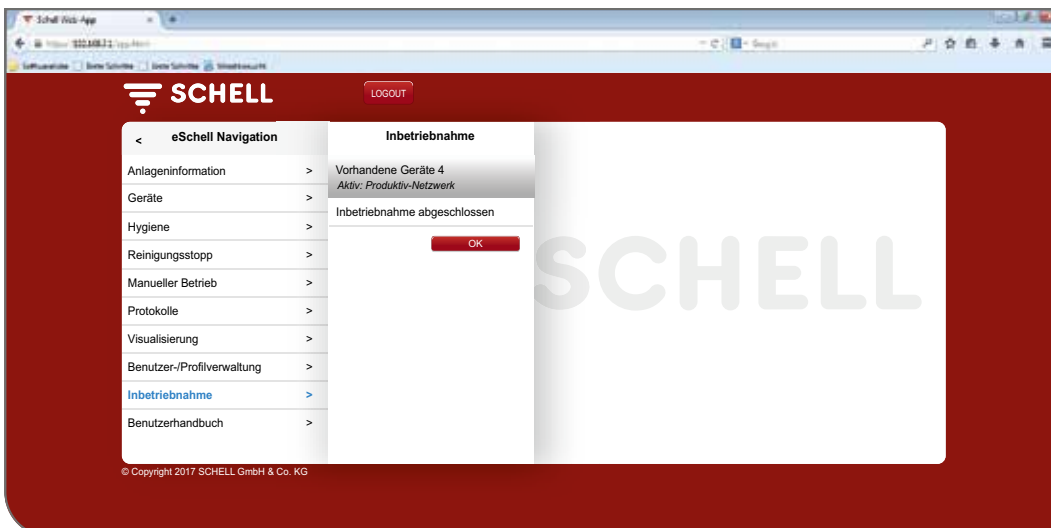 Schell Web-App
SCHELL
LOGOUT
< eSchell Navigation
Anlageninformation >
Geräte >
Hygiene >
Reinigungsstopp >
Manueller Betrieb >
Protokolle >
Visualisierung >
Benutzer-/Profilverwaltung >
Inbetriebnahme >
Benutzerhandbuch >
Inbetriebnahme
Vorhandene Geräte 4
Aktiv: Produktiv-Netzwerk
Inbetriebnahme abgeschlossen
OK
SCHELL
© Copyright 2017 SCHELL GmbH & Co. KG